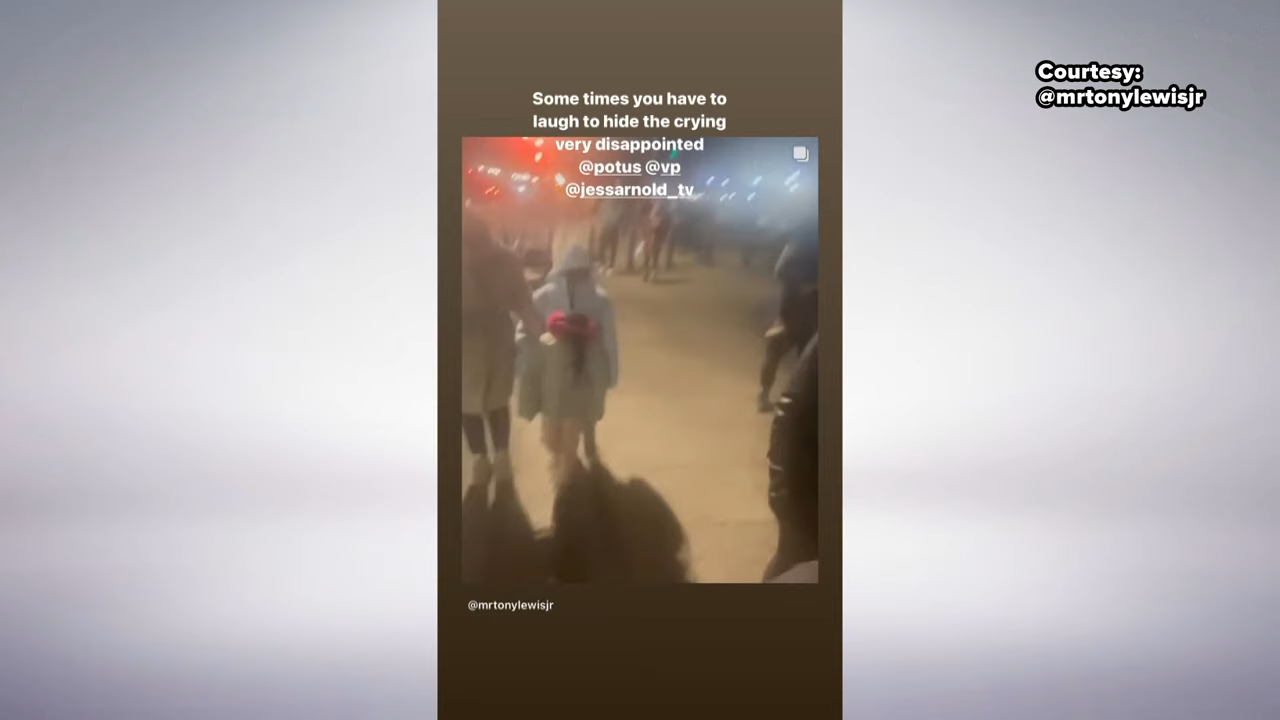 Courtesy:
@mrtonylewisjr
Some times you have to
laugh to hide the crying
very disappointed
@potus @vp
@jessarnold_tv
@mrtonylewisjr